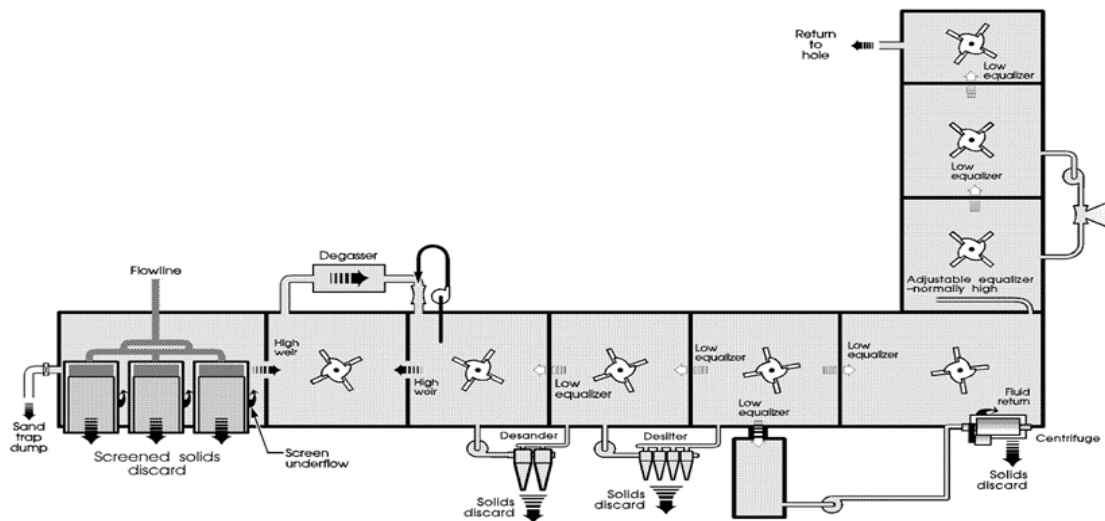 Return
to
hole
Low
equalizer
Low
equalizer
Adjustable equalizer
-normally high
Degasser
Flowline
High
weir
High
weir
Low
equalizer
Low
equalizer
Low
equalizer
Low
equalizer
Fluid
return
Sand
trap
dump
Screened solids
discard
Screen
underflow
Desander
Desilter
Solids
discard
Solids
discard
Centrifuge
Solids
discard